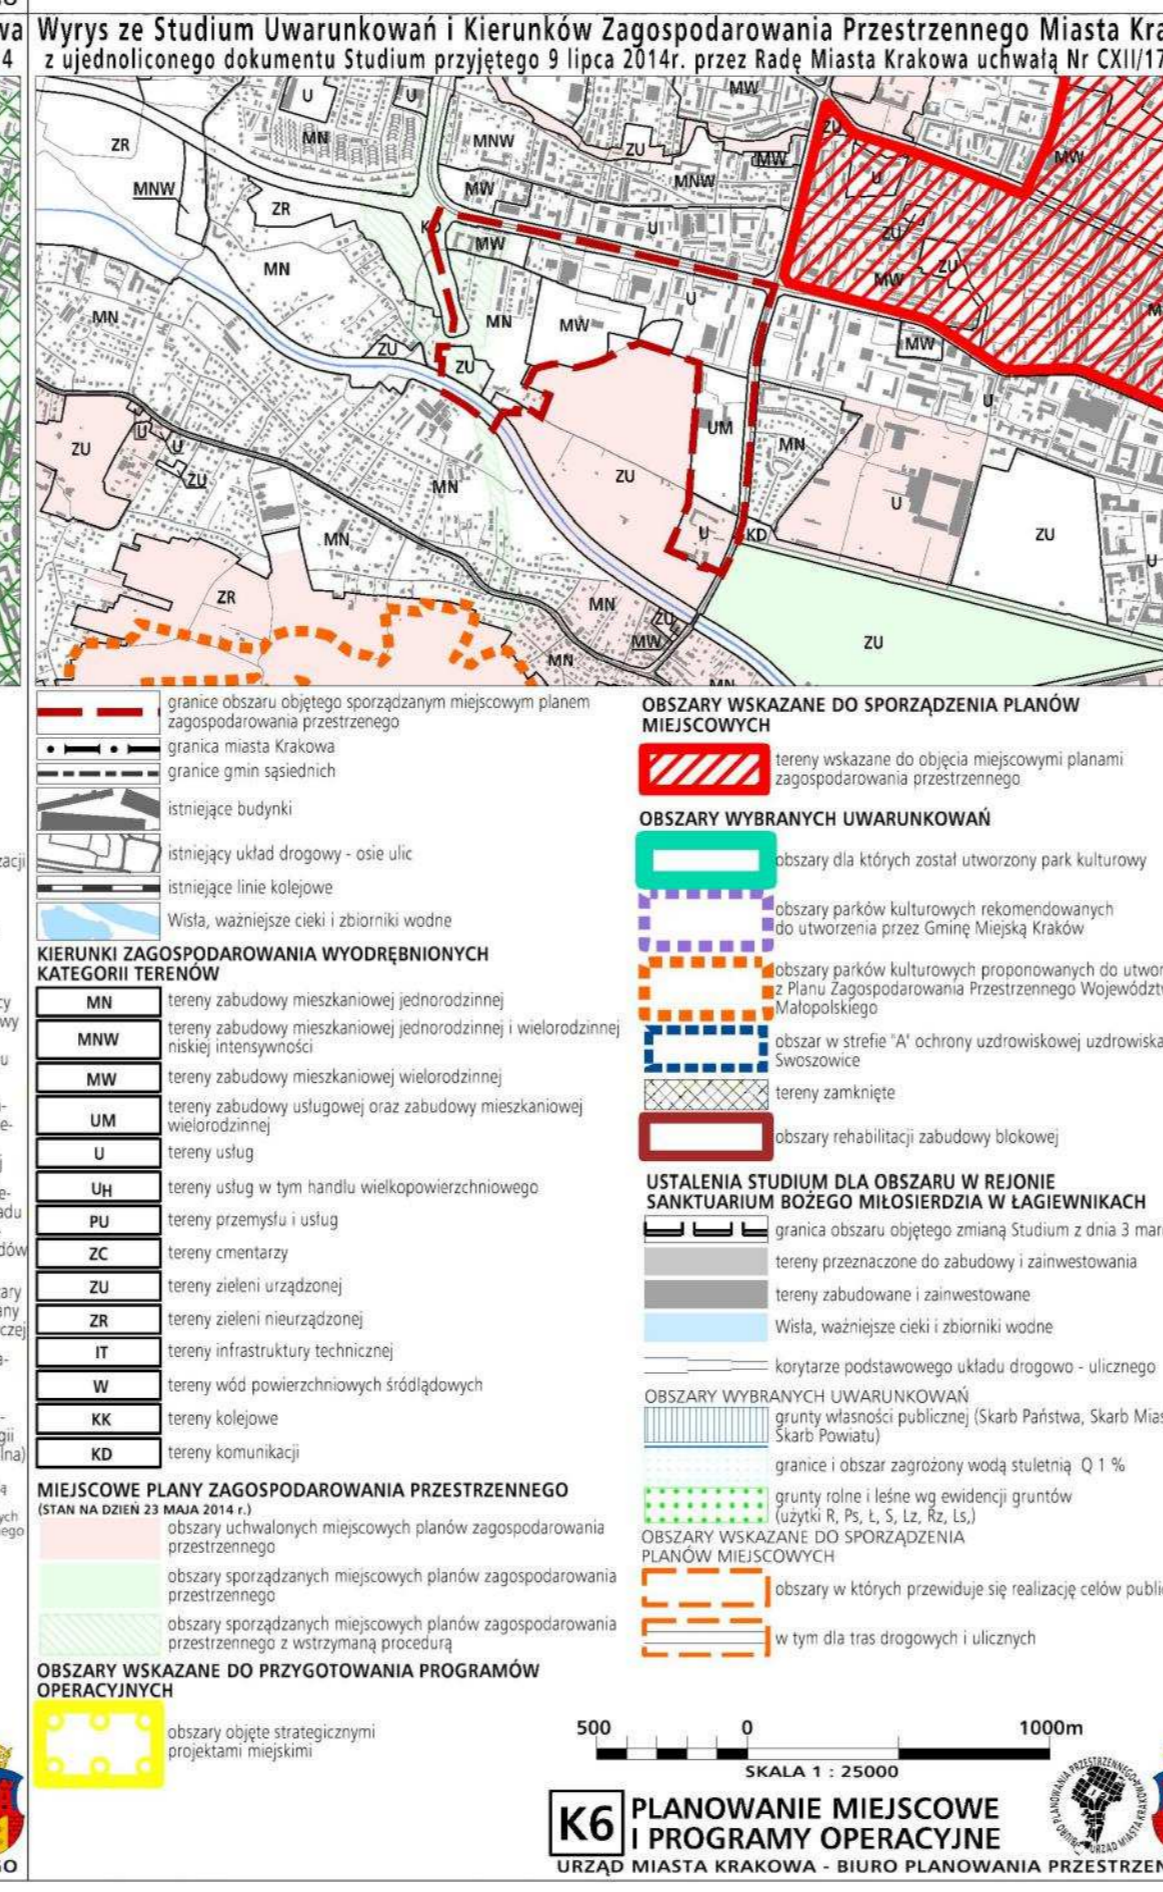 Wyrys ze Studium Uwarunkowań i Kierunków Zagospodarowania Przestrzennego Miasta Kra
z ujednoliconego dokumentu Studium przyjętego 9 lipca 2014r. przez Radę Miasta Krakowa uchwałą Nr CXII/17
ZR
MNW
ZR
MN
MN
U
MN
U
MNW
MW
KD
MW
MN
ZU
ZU
MW
ZU
MW
MNW
U
MW
U
MW
UM
MN
ZU
U
KD
ZU
U
ZU
ZU
MW
MW
MW
U
U
ZU
U
ZU
ZU
U
U
ZU
MN
MN
ZR
MN
ZU
MW
MN
MN
granice obszaru objętego sporządzanym miejscowym planem
zagospodarowania przestrzenego
granica miasta Krakowa
granice gmin sąsiednich
istniejące budynki
istniejący układ drogowy - osie ulic
istniejące linie kolejowe
Wisła, ważniejsze cieki i zbiorniki wodne
KIERUNKI ZAGOSPODAROWANIA WYODRĘBNIONYCH
KATEGORII TERENÓW
MN tereny zabudowy mieszkaniowej jednorodzinnej
MNW tereny zabudowy mieszkaniowej jednorodzinnej i wielorodzinnej
niskiej intensywności
MW tereny zabudowy mieszkaniowej wielorodzinnej
UM tereny zabudowy usługowej oraz zabudowy mieszkaniowej
wielorodzinnej
U tereny usług
UH tereny usług w tym handlu wielkopowierzchniowego
PU tereny przemysłu i usług
ZC tereny cmentarzy
ZU tereny zieleni urządzonej
ZR tereny zieleni nieurządzonej
IT tereny infrastruktury technicznej
W tereny wód powierzchniowych śródlądowych
KK tereny kolejowe
KD tereny komunikacji
MIEJSCOWE PLANY ZAGOSPODAROWANIA PRZESTRZENNEGO
(STAN NA DZIEŃ 23 MAJA 2014 r.)
obszary uchwalonych miejscowych planów zagospodarowania
przestrzennego
obszary sporządzanych miejscowych planów zagospodarowania
przestrzennego
obszary sporządzanych miejscowych planów zagospodarowania
przestrzennego z wstrzymaną procedurą
OBSZARY WSKAZANE DO PRZYGOTOWANIA PROGRAMÓW
OPERACYJNYCH
obszary objęte strategicznymi
projektami miejskimi
OBSZARY WSKAZANE DO SPORZĄDZENIA PLANÓW
MIEJSCOWYCH
tereny wskazane do objęcia miejscowymi planami
zagospodarowania przestrzennego
OBSZARY WYBRANYCH UWARUNKOWAŃ
obszary dla których został utworzony park kulturowy
obszary parków kulturowych rekomendowanych
do utworzenia przez Gminę Miejską Kraków
obszary parków kulturowych proponowanych do utwor
z Planu Zagospodarowania Przestrzennego Województw
Małopolskiego
obszar w strefie "A" ochrony uzdrowiskowej uzdrowiska
Swoszowice
tereny zamknięte
obszary rehabilitacji zabudowy blokowej
USTALENIA STUDIUM DLA OBSZARU W REJONIE
SANKTUARIUM BOŻEGO MIŁOSIERDZIA W ŁAGIEWNIKACH
granica obszaru objętego zmianą Studium z dnia 3 mar
tereny przeznaczone do zabudowy i zainwestowania
tereny zabudowane i zainwestowane
Wisła, ważniejsze cieki i zbiorniki wodne
korytarze podstawowego układu drogowo - ulicznego
OBSZARY WYBRANYCH UWARUNKOWAŃ
grunty własności publicznej (Skarb Państwa, Skarb Mias
Skarb Powiatu)
granice i obszar zagrożony wodą stuletnią Q 1 %
grunty rolne i leśne wg ewidencji gruntów
(użytki R, Ps, Ł, S, Lz, Rz, Ls,)
OBSZARY WSKAZANE DO SPORZĄDZENIA
PLANÓW MIEJSCOWYCH
obszary w których przewiduje się realizację celów public
w tym dla tras drogowych i ulicznych
500 0 1000m
SKALA 1 : 25000
K6 PLANOWANIE MIEJSCOWE
I PROGRAMY OPERACYJNE
URZĄD MIASTA KRAKOWA - BIURO PLANOWANIA PRZESTRZEN